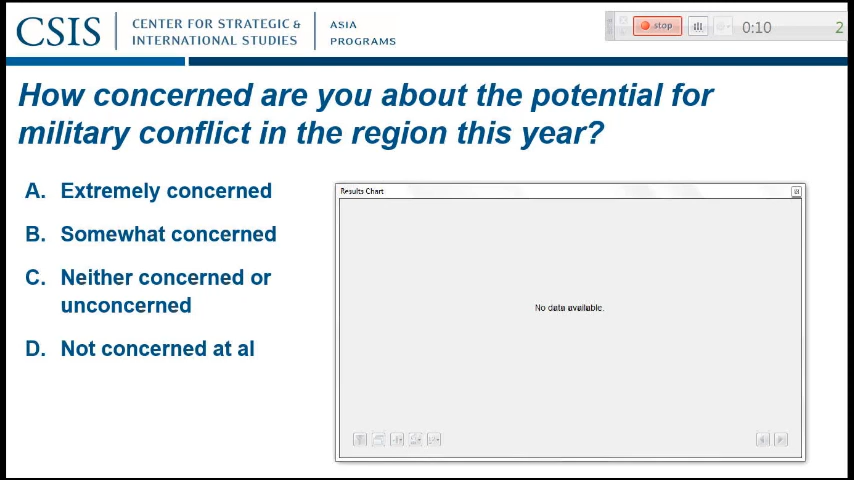 CSIS
CENTER FOR STRATEGIC &
INTERNATIONAL STUDIES
ASIA
PROGRAMS
stop
0:10
2
How concerned are you about the potential for
military conflict in the region this year?
A. Extremely concerned
B. Somewhat concerned
C. Neither concerned or
unconcerned
D. Not concerned at al
Results Chart
No data available.